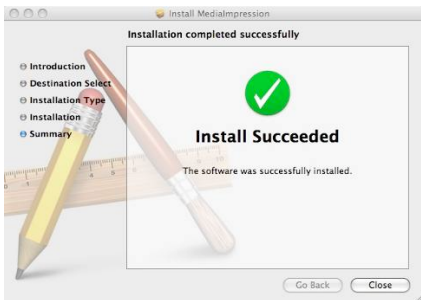 Install MediaImpression
Installation completed successfully
Introduction
Destination Select
Installation Type
Installation
Summary
Install Succeeded
The software was successfully installed.
Go Back
Close